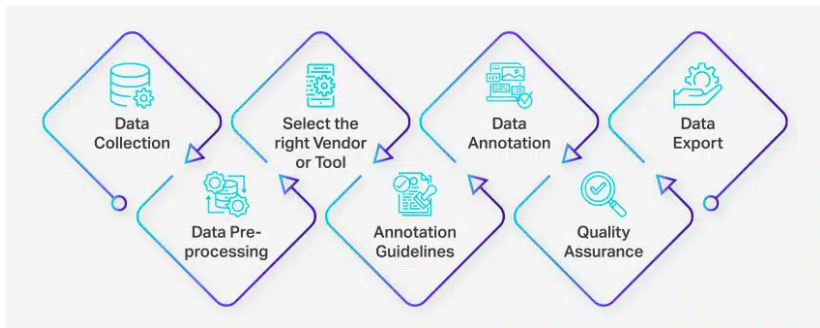 Data
Collection
Data Pre-
processing
Select the
right Vendor
or Tool
Annotation
Guidelines
Data
Annotation
Quality
Assurance
Data
Export